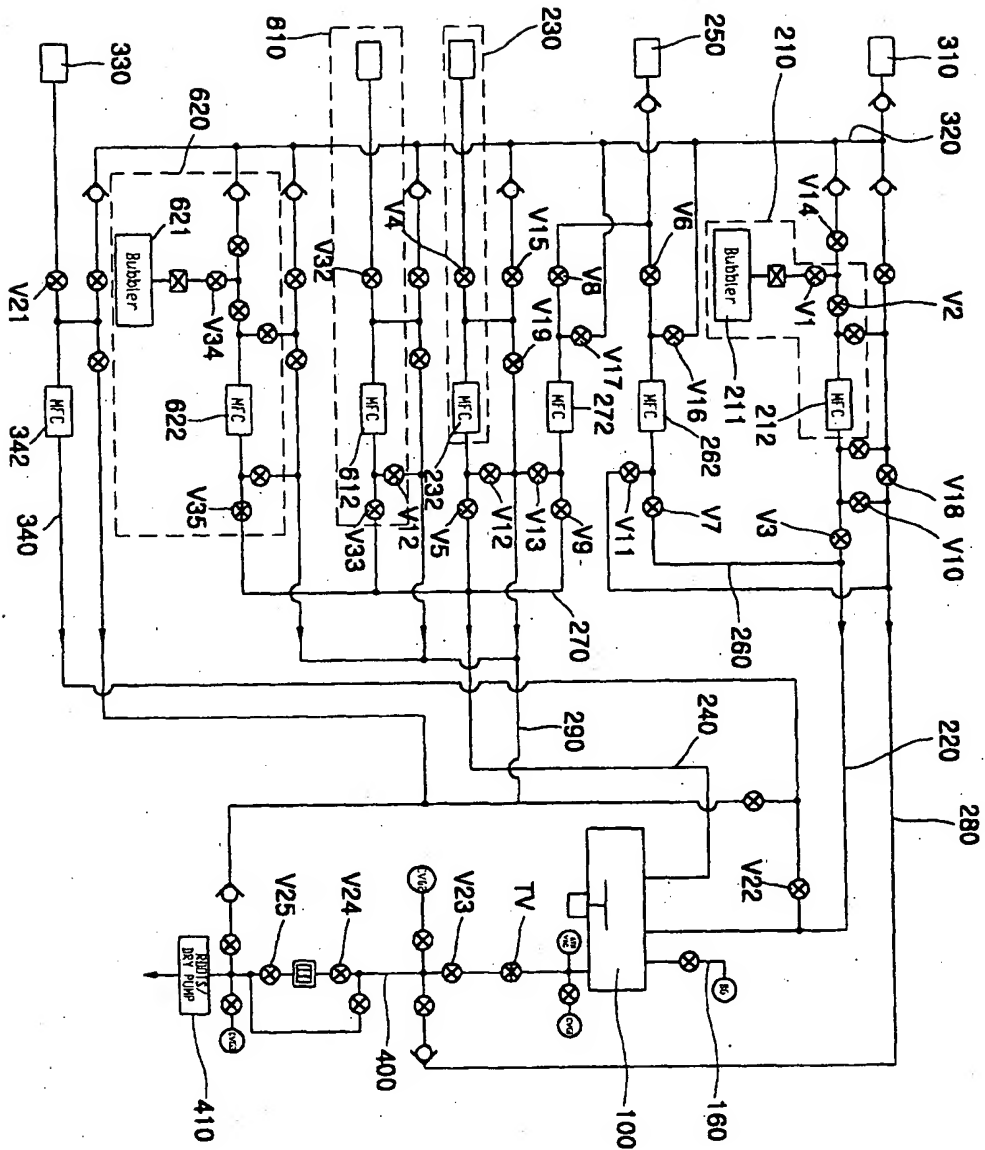 310
320
V14
210
V1
V2
Bubbler
211
MFC
212
V18
V10
V3
280
220
250
V6
V16
MFC
262
V7
V11
260
V8
V17
MFC
272
V9
V13
270
230
V15
V19
V4
MFC
232
V12
V5
240
290
810
V32
MFC
612
V12
V33
620
621
Bubbler
V34
MFC
622
V35
330
V21
MFC
342
340
V22
BG
160
100
TV
V23
400
V24
V25
ROOTS/
DRY PUMP
410